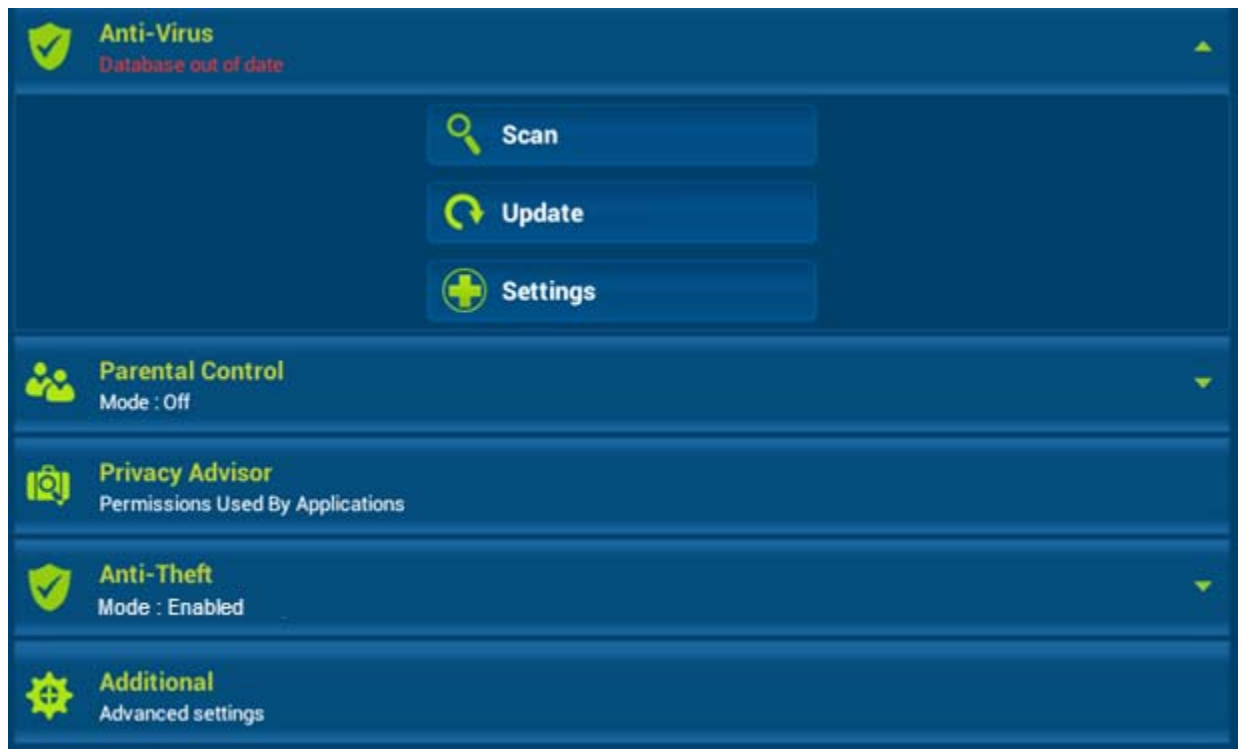 Anti-Virus
Database out of date
Scan
Update
Settings
Parental Control
Mode : Off
Privacy Advisor
Permissions Used By Applications
Anti-Theft
Mode : Enabled
Additional
Advanced settings